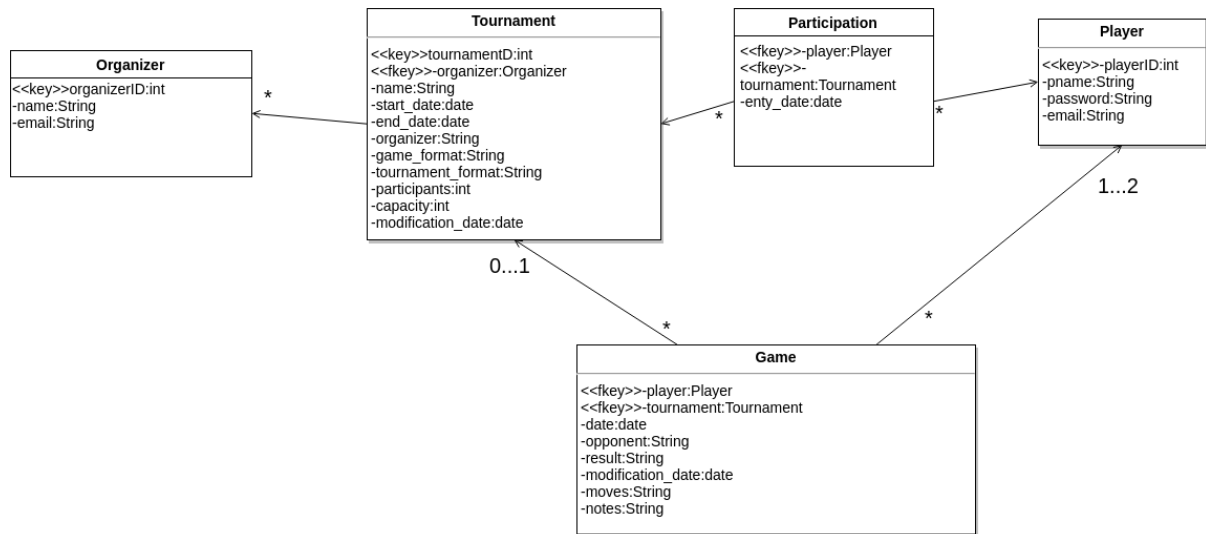 Organizer
<<key>>organizerID:int
-name:String
-email:String
*
Tournament
<<key>>tournamentD:int
<<fkey>>-organizer:Organizer
-name:String
-start_date:date
-end_date:date
-organizer:String
-game_format:String
-tournament_format:String
-participants:int
-capacity:int
-modification_date:date
0...1
*
Participation
<<fkey>>-player:Player
<<fkey>>-
tournament:Tournament
-enty_date:date
*
*
Player
<<key>>-playerID:int
-pname:String
-password:String
-email:String
1...2
*
Game
<<fkey>>-player:Player
<<fkey>>-tournament:Tournament
-date:date
-opponent:String
-result:String
-modification_date:date
-moves:String
-notes:String